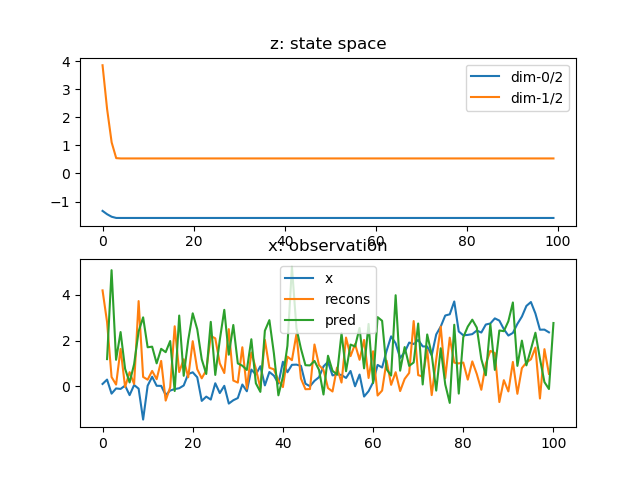 z: state space
4
3
2
1
0
−1
dim-0/2
dim-1/2
0 20 40 60 80 100
x: observation
4
2
0
x
recons
pred
0 20 40 60 80 100